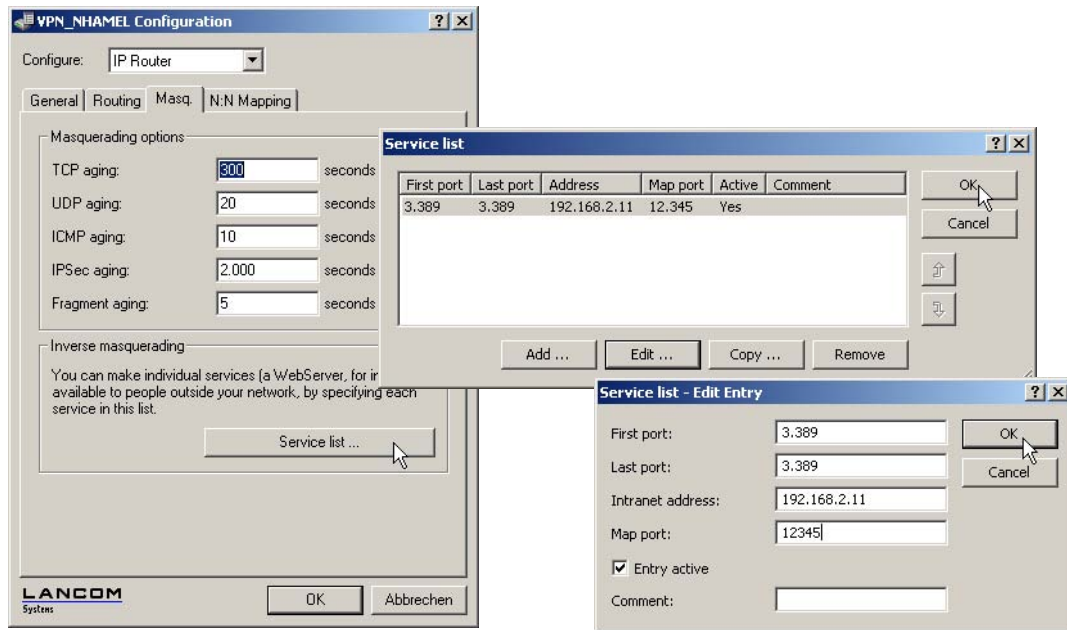 VPN_NHAMEL Configuration
Configure: IP Router
General Routing Masq. N:N Mapping
Masquerading options
TCP aging: 300 seconds
UDP aging: 20 seconds
ICMP aging: 10 seconds
IPSec aging: 2.000 seconds
Fragment aging: 5 seconds
Inverse masquerading
You can make individual services (a WebServer, for in
available to people outside your network, by specifying each
service in this list.
Service list ...
LANCOM
Systems
OK Abbrechen
Service list
First port Last port Address Map port Active Comment
3.389 3.389 192.168.2.11 12.345 Yes
OK
Cancel
Add ... Edit ... Copy ... Remove
Service list - Edit Entry
First port: 3.389
Last port: 3.389
Intranet address: 192.168.2.11
Map port: 12345
Entry active
Comment:
OK
Cancel